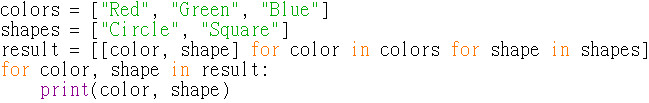 colors = ["Red", "Green", "Blue"]
shapes = ["Circle", "Square"]
result = [[color, shape] for color in colors for shape in shapes]
for color, shape in result:
    print(color, shape)